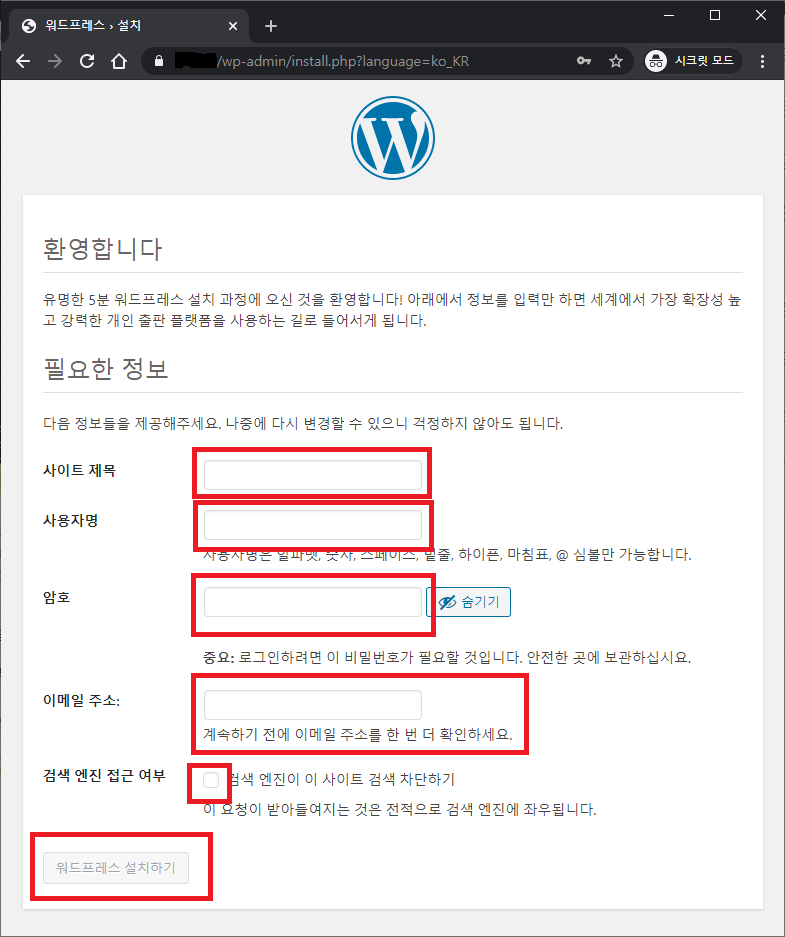 워드프레스 › 설치
/wp-admin/install.php?language=ko_KR
시크릿 모드
환영합니다
유명한 5분 워드프레스 설치 과정에 오신 것을 환영합니다! 아래에서 정보를 입력만 하면 세계에서 가장 확장성 높
고 강력한 개인 출판 플랫폼을 사용하는 길로 들어서게 됩니다.
필요한 정보
다음 정보들을 제공해주세요. 나중에 다시 변경할 수 있으니 걱정하지 않아도 됩니다.
사이트 제목
사용자명
사용자명은 알파벳, 숫자, 스페이스, 밑줄, 하이픈, 마침표, @ 심볼만 가능합니다.
암호
숨기기
중요: 로그인하려면 이 비밀번호가 필요할 것입니다. 안전한 곳에 보관하십시요.
이메일 주소:
계속하기 전에 이메일 주소를 한 번 더 확인하세요.
검색 엔진 접근 여부
검색 엔진이 이 사이트 검색 차단하기
이 요청이 받아들여지는 것은 전적으로 검색 엔진에 좌우됩니다.
워드프레스 설치하기